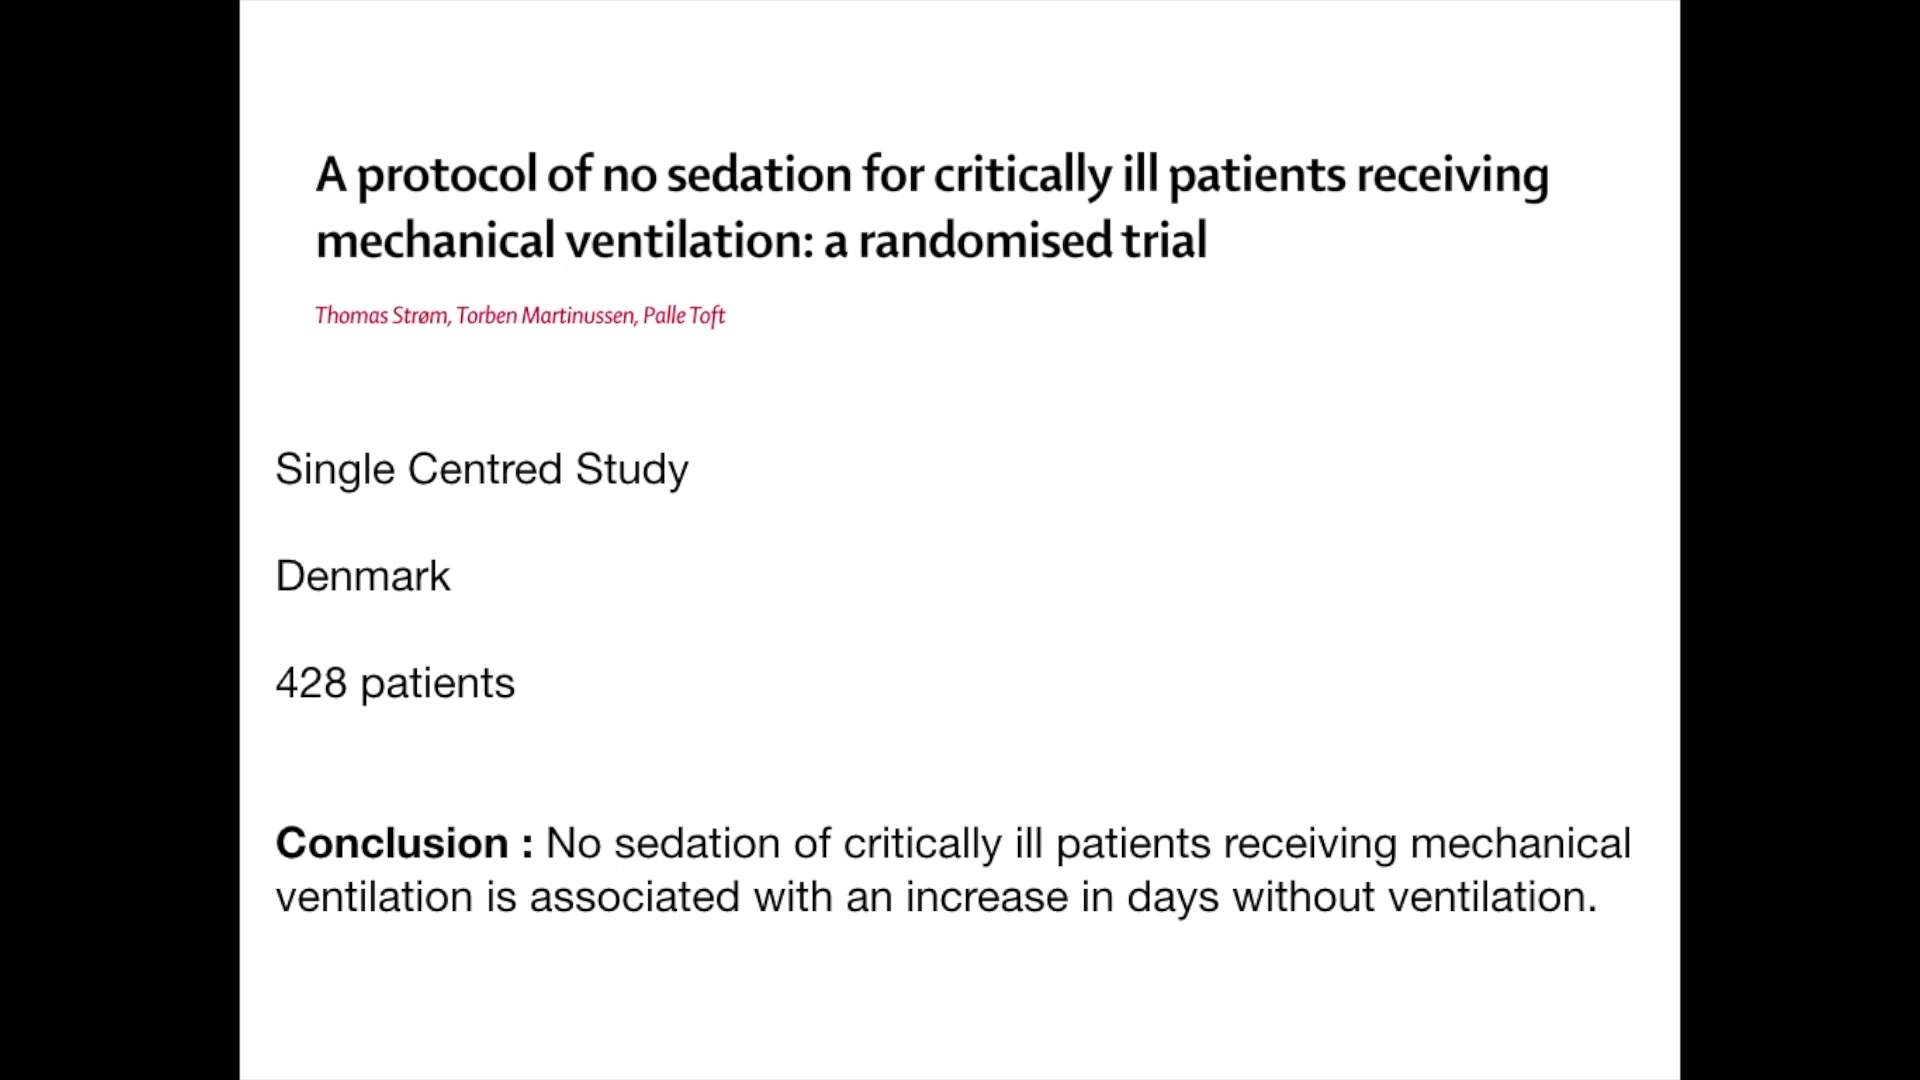 A protocol of no sedation for critically ill patients receiving
mechanical ventilation: a randomised trial
Thomas Strøm, Torben Martinussen, Palle Toft
Single Centred Study
Denmark
428 patients
Conclusion : No sedation of critically ill patients receiving mechanical
ventilation is associated with an increase in days without ventilation.